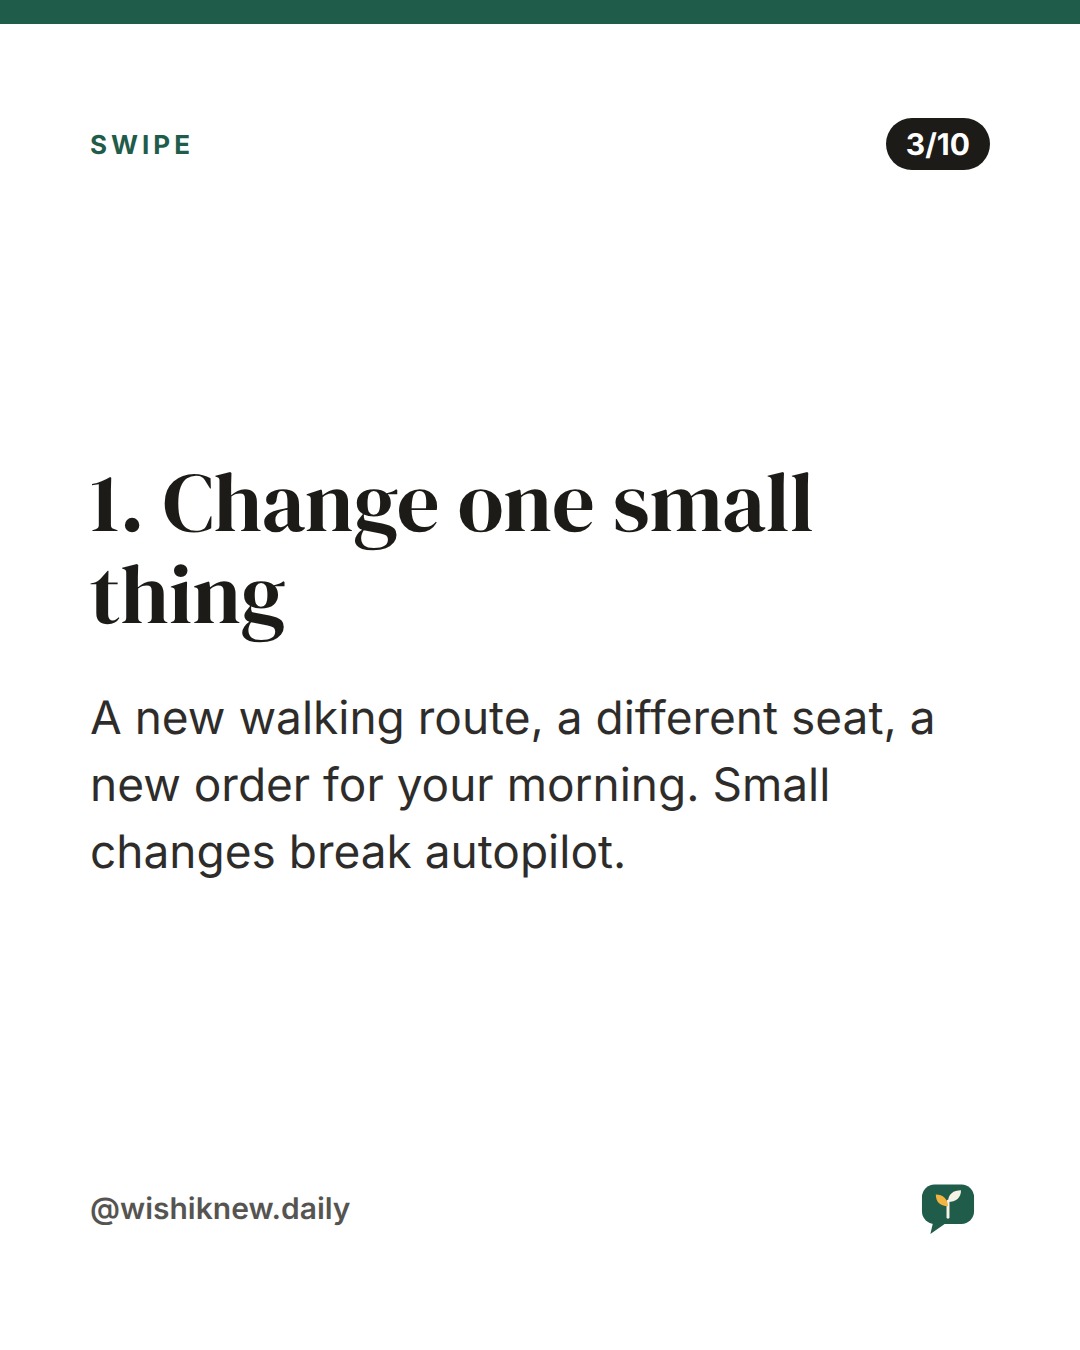 SWIPE
3/10
1. Change one small
thing
A new walking route, a different seat, a
new order for your morning. Small
changes break autopilot.
@wishiknew.daily